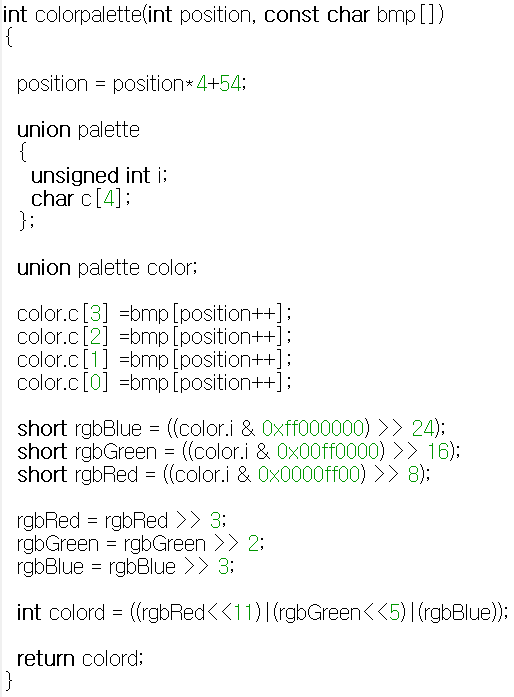 int colorpalette(int position, const char bmp[])
{
position = position*4+54;
union palette
{
unsigned int i;
char c[4];
};
union palette color;
color.c[3] =bmp[position++];
color.c[2] =bmp[position++];
color.c[1] =bmp[position++];
color.c[0] =bmp[position++];
short rgbBlue = ((color.i & 0xff000000) >> 24);
short rgbGreen = ((color.i & 0x00ff0000) >> 16);
short rgbRed = ((color.i & 0x0000ff00) >> 8);
rgbRed = rgbRed >> 3;
rgbGreen = rgbGreen >> 2;
rgbBlue = rgbBlue >> 3;
int colord = ((rgbRed<<11)|(rgbGreen<<5)|(rgbBlue));
return colord;
}